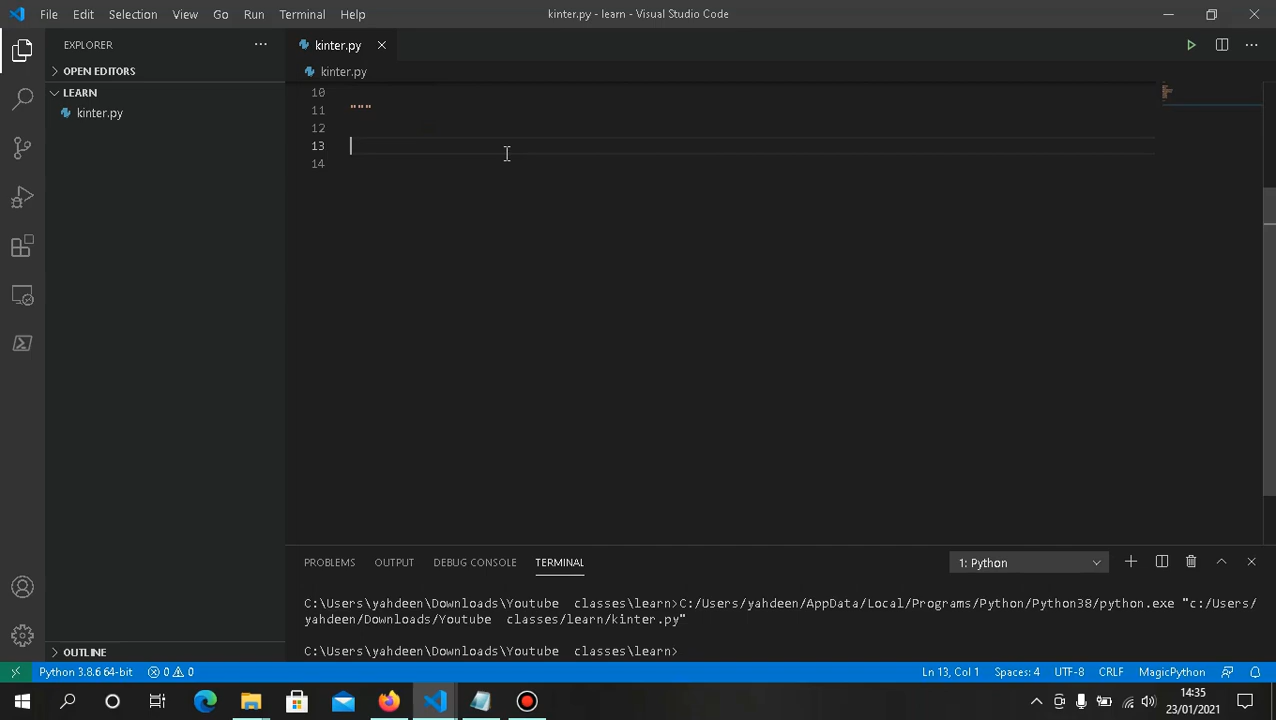 File Edit Selection View Go Run Terminal Help
kinter.py - learn - Visual Studio Code
EXPLORER
kinter.py
OPEN EDITORS
kinter.py
LEARN
kinter.py
10
11 """
12
13
14
PROBLEMS OUTPUT DEBUG CONSOLE TERMINAL
1: Python
C:\Users\yahdeen\Downloads\Youtube classes\learn>C:/Users/yahdeen/AppData/Local/Programs/Python/Python38/python.exe "c:/Users/
yahdeen/Downloads/Youtube classes/learn/kinter.py"
C:\Users\yahdeen\Downloads\Youtube classes\learn>
OUTLINE
Python 3.8.6 64-bit 0 0 Ln 13, Col 1 Spaces: 4 UTF-8 CRLF MagicPython
14:35
23/01/2021